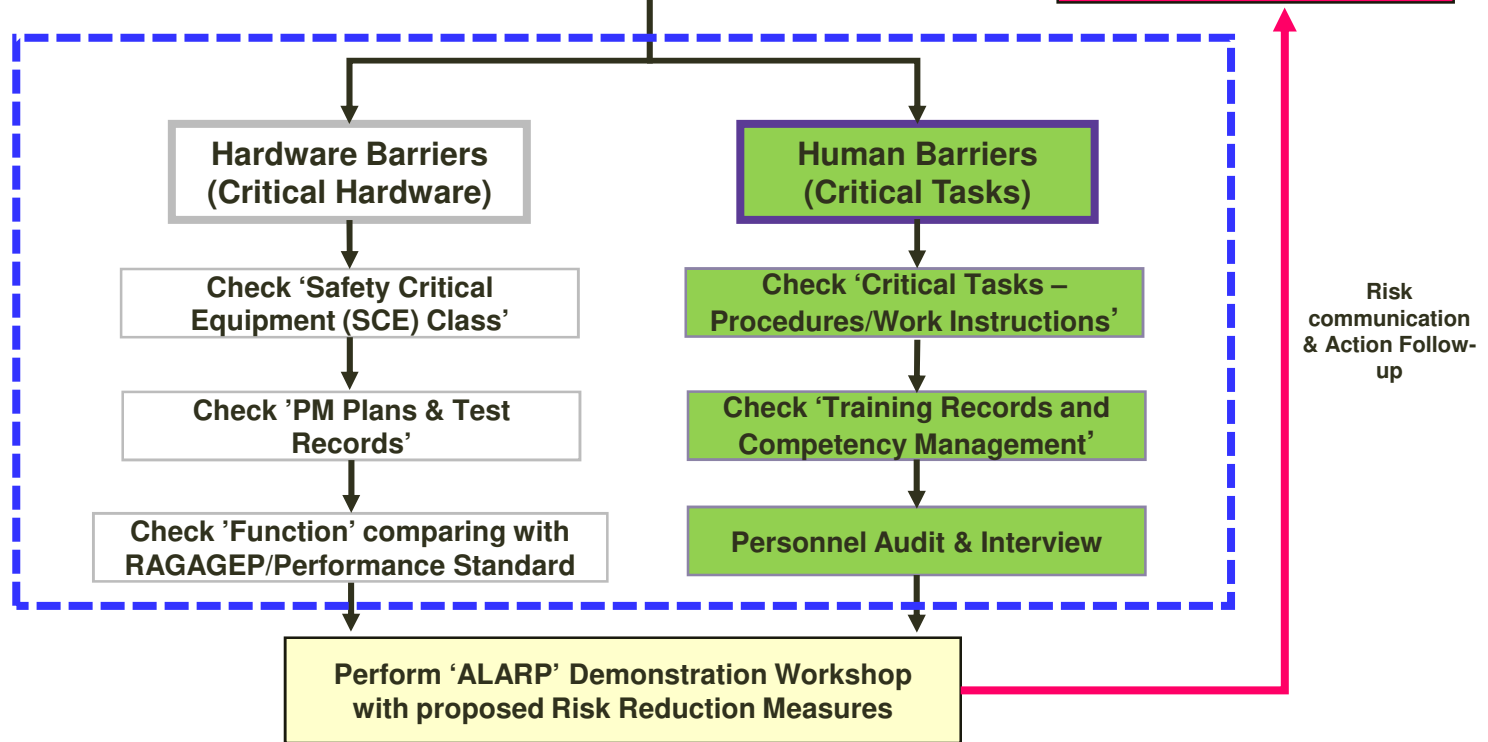 Hardware Barriers
(Critical Hardware)
Human Barriers
(Critical Tasks)
Check ‘Safety Critical
Equipment (SCE) Class’
Check ‘Critical Tasks –
Procedures/Work Instructions’
Risk
communication
& Action Follow-
up
Check ’PM Plans & Test
Records’
Check ‘Training Records and
Competency Management’
Check ’Function’ comparing with
RAGAGEP/Performance Standard
Personnel Audit & Interview
Perform ‘ALARP’ Demonstration Workshop
with proposed Risk Reduction Measures